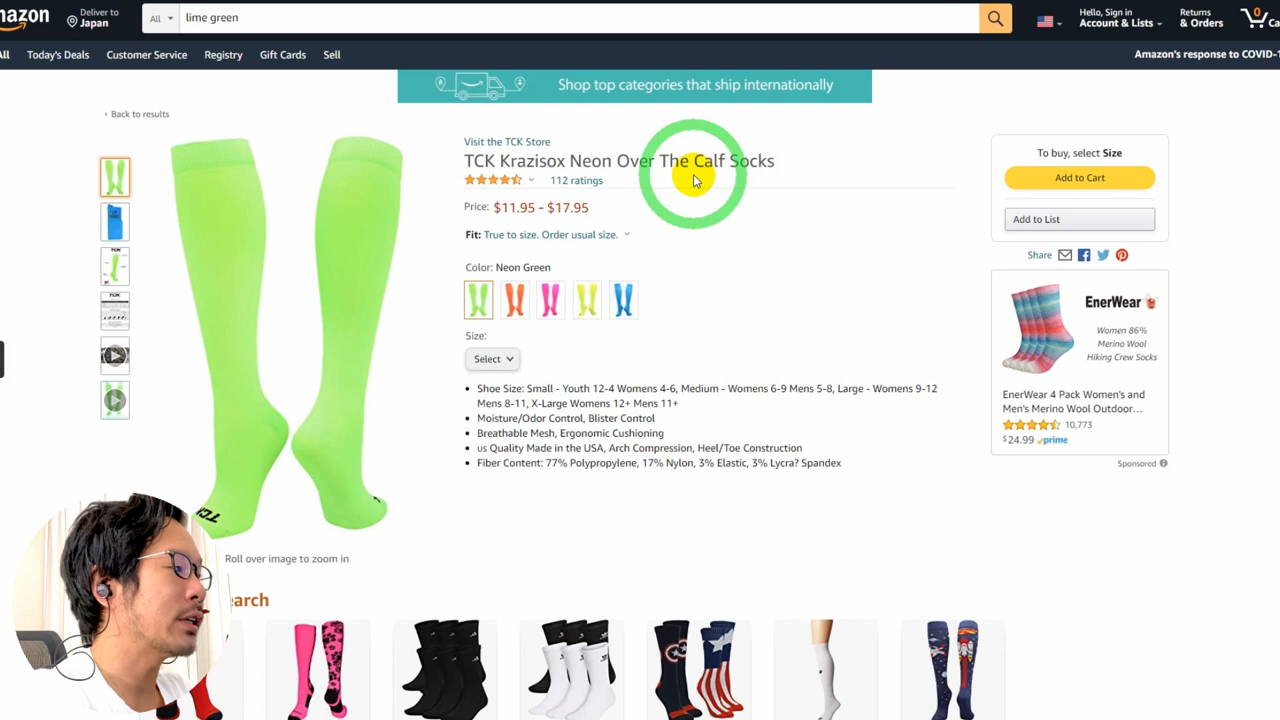 amazon
Deliver to
Japan
All
lime green
Hello, Sign in
Account & Lists
Returns
& Orders
0
Ca
All
Today's Deals
Customer Service
Registry
Gift Cards
Sell
Amazon's response to COVID-1
Shop top categories that ship internationally
‹ Back to results
Visit the TCK Store
TCK Krazisox Neon Over The Calf Socks
112 ratings
Price: $11.95 - $17.95
Fit: True to size. Order usual size.
Color: Neon Green
Size:
Select
• Shoe Size: Small - Youth 12-4 Womens 4-6, Medium - Womens 6-9 Mens 5-8, Large - Womens 9-12
Mens 8-11, X-Large Womens 12+ Mens 11+
• Moisture/Odor Control, Blister Control
• Breathable Mesh, Ergonomic Cushioning
• us Quality Made in the USA, Arch Compression, Heel/Toe Construction
• Fiber Content: 77% Polypropylene, 17% Nylon, 3% Elastic, 3% Lycra? Spandex
To buy, select Size
Add to Cart
Add to List
Share
EnerWear
Women 86%
Merino Wool
Hiking Crew Socks
EnerWear 4 Pack Women's and
Men's Merino Wool Outdoor…
10,773
$24.99 prime
Sponsored
TCK
TCK
Roll over image to zoom in
earch